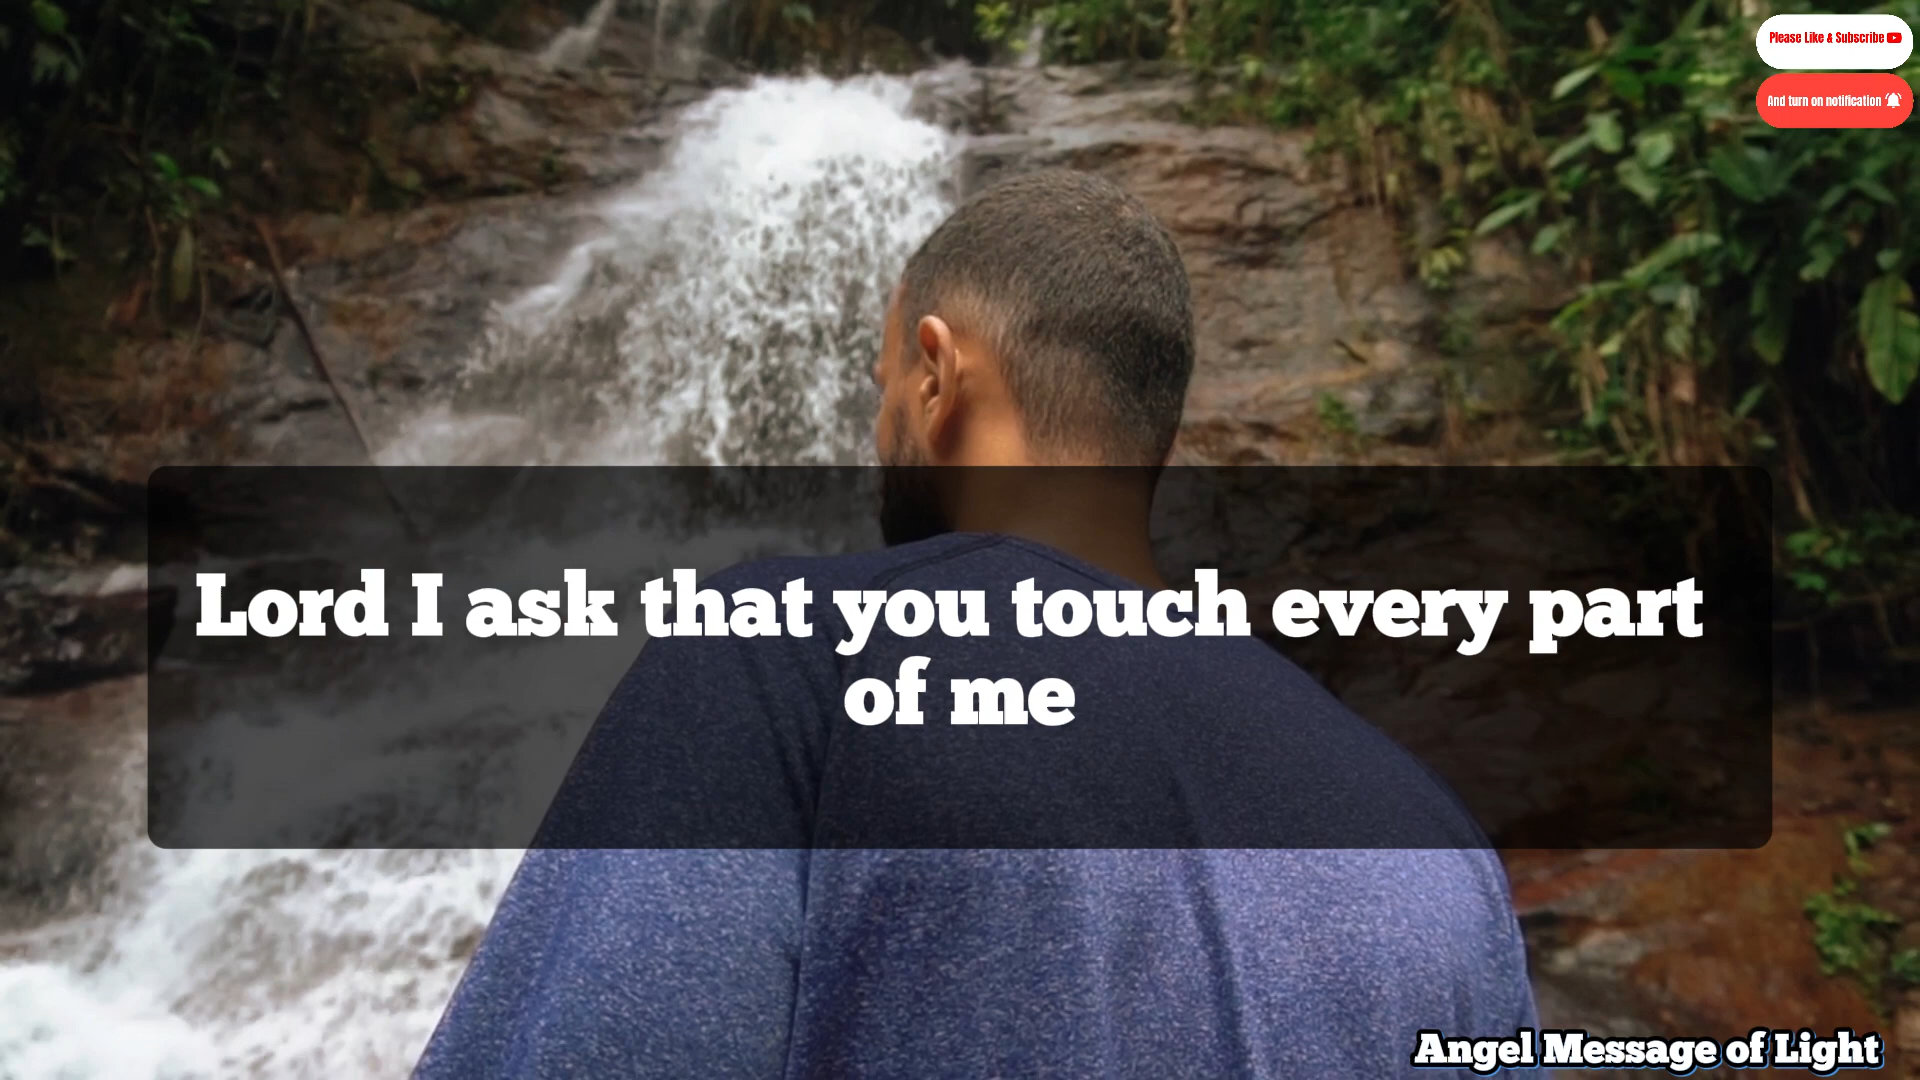 Please Like & Subscribe
And turn on notification
Lord I ask that you touch every part
of me
Angel Message of Light